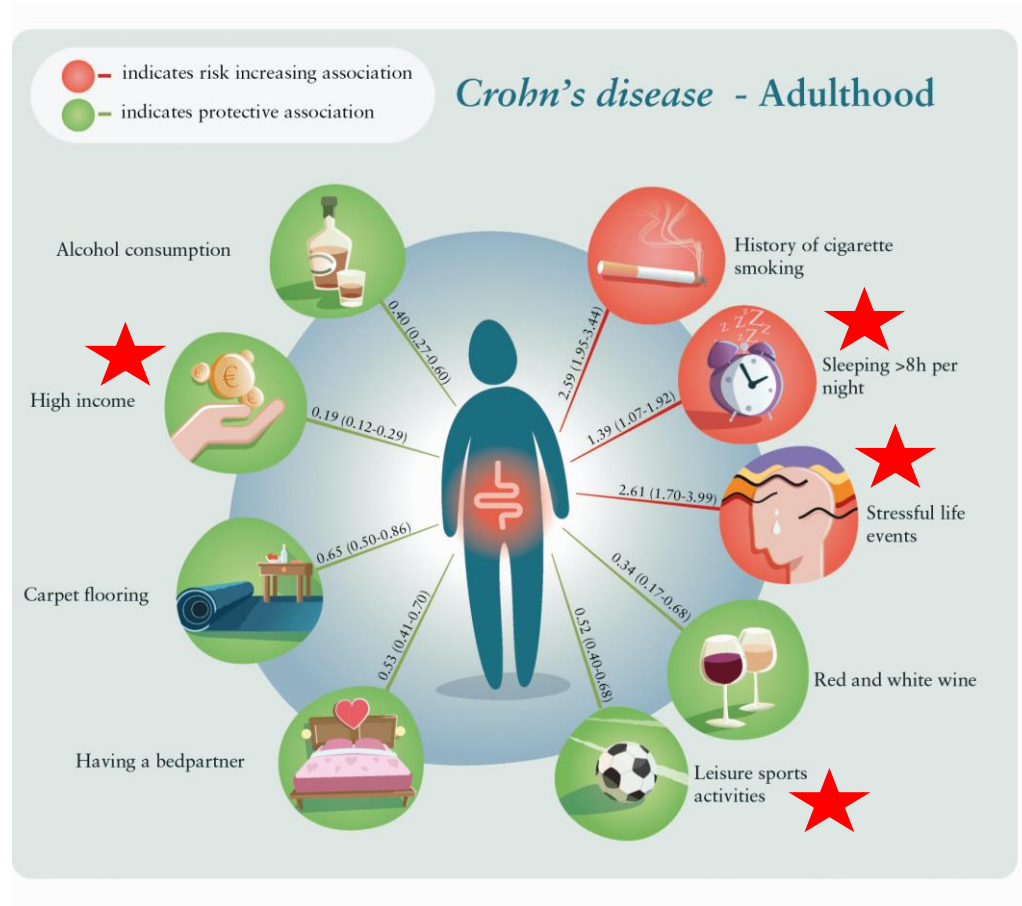 indicates risk increasing association
indicates protective association
Crohn's disease - Adulthood
Alcohol consumption
0.40 (0.27-0.60)
History of cigarette
smoking
2.59 (1.95-3.44)
ZZZZZ
Sleeping >8h per
night
1.39 (1.07-1.92)
High income
€
€
€
0.19 (0.12-0.29)
Stressful life
events
2.61 (1.70-3.99)
Carpet flooring
0.65 (0.50-0.86)
0.34 (0.17-0.68)
Red and white wine
Having a bedpartner
0.53 (0.41-0.70)
0.52 (0.40-0.68)
Leisure sports
activities